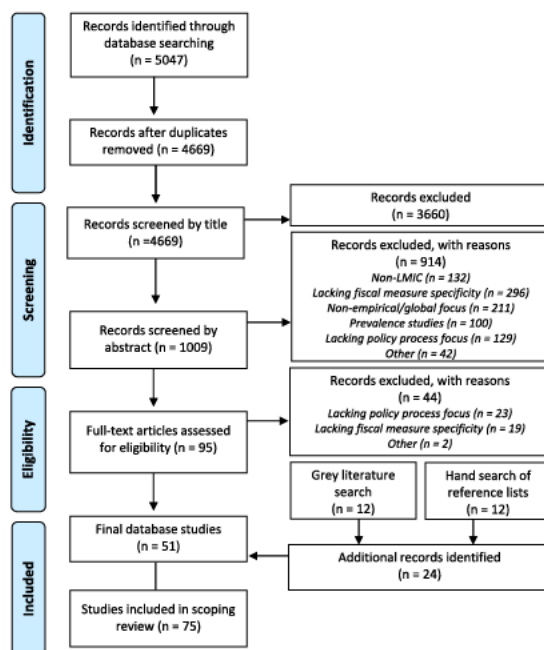 Identification
Records identified through
database searching
(n = 5047)
Records after duplicates
removed (n = 4669)
Screening
Records screened by title
(n =4669)
Records excluded
(n = 3660)
Records screened by
abstract (n = 1009)
Records excluded, with reasons
(n = 914)
Non-LMIC (n = 132)
Lacking fiscal measure specificity (n = 296)
Non-empirical/global focus (n = 211)
Prevalence studies (n = 100)
Lacking policy process focus (n = 129)
Other (n = 42)
Eligibility
Full-text articles assessed
for eligibility (n = 95)
Records excluded, with reasons
(n = 44)
Lacking policy process focus (n = 23)
Lacking fiscal measure specificity (n = 19)
Other (n = 2)
Grey literature
search
(n = 12)
Hand search of
reference lists
(n = 12)
Included
Final database studies
(n = 51)
Additional records identified
(n = 24)
Studies included in scoping
review (n = 75)